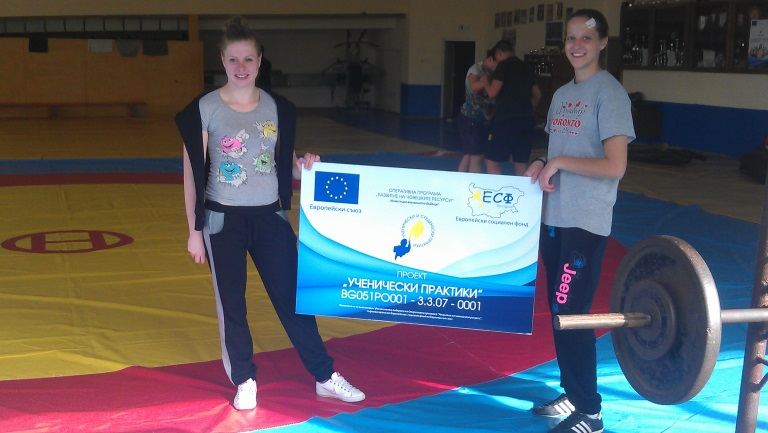 Европейски съюз
ОПЕРАТИВНА ПРОГРАМА
„РАЗВИТИЕ НА ЧОВЕШКИТЕ РЕСУРСИ"
ЕСФ
Европейски социален фонд
ПРОЕКТ
„УЧЕНИЧЕСКИ ПРАКТИКИ"
BG051PO001 - 3.3.07 - 0001
TORONTO
Jeep